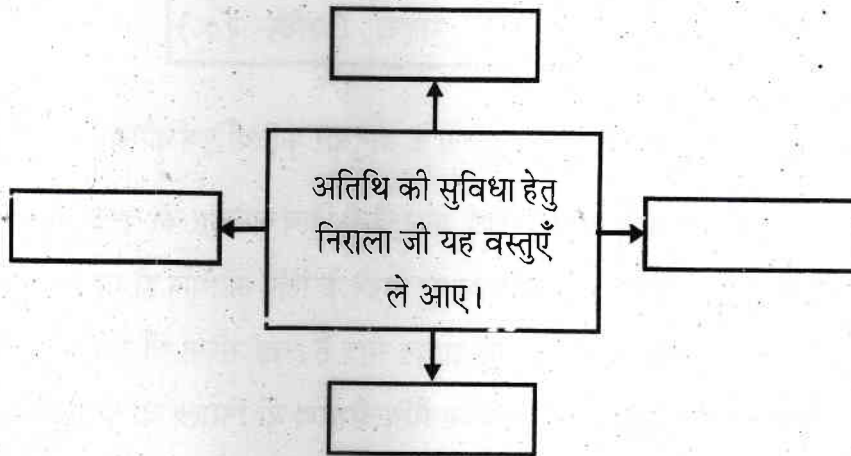 अतिथि की सुविधा हेतु
निराला जी यह वस्तुएँ
ले आए।